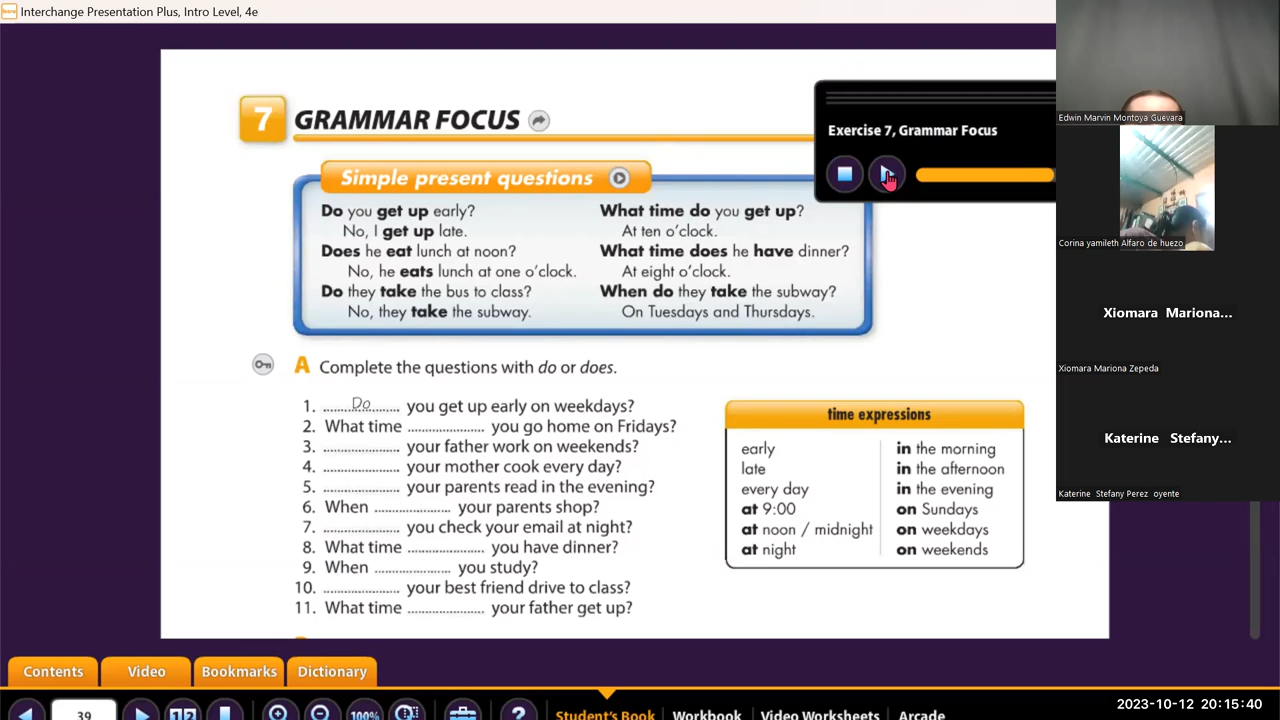 Interchange Presentation Plus, Intro Level, 4e
7 GRAMMAR FOCUS
Exercise 7, Grammar Focus
Simple present questions
Do you get up early?
No, I get up late.
Does he eat lunch at noon?
No, he eats lunch at one o'clock.
Do they take the bus to class?
No, they take the subway.
What time do you get up?
At ten o'clock.
What time does he have dinner?
At eight o'clock.
When do they take the subway?
On Tuesdays and Thursdays.
A Complete the questions with do or does.
1. Do you get up early on weekdays?
2. What time .................. you go home on Fridays?
3. .................. your father work on weekends?
4. .................. your mother cook every day?
5. .................. your parents read in the evening?
6. When .................. your parents shop?
7. .................. you check your email at night?
8. What time .................. you have dinner?
9. When .................. you study?
10. .................. your best friend drive to class?
11. What time .................. your father get up?
time expressions
early
late
every day
at 9:00
at noon / midnight
at night
in the morning
in the afternoon
in the evening
on Sundays
on weekdays
on weekends
Edwin Marvin Montoya Guevara
Corina yamileth Alfaro de huezo
Xiomara Mariona...
Xiomara Mariona Zepeda
Katerine Stefany...
Katerine Stefany Perez oyente
Contents
Video
Bookmarks
Dictionary
39
1 2
100%
?
Student's Book
Workbook
Video Worksheets
Arcade
2023-10-12 20:15:40